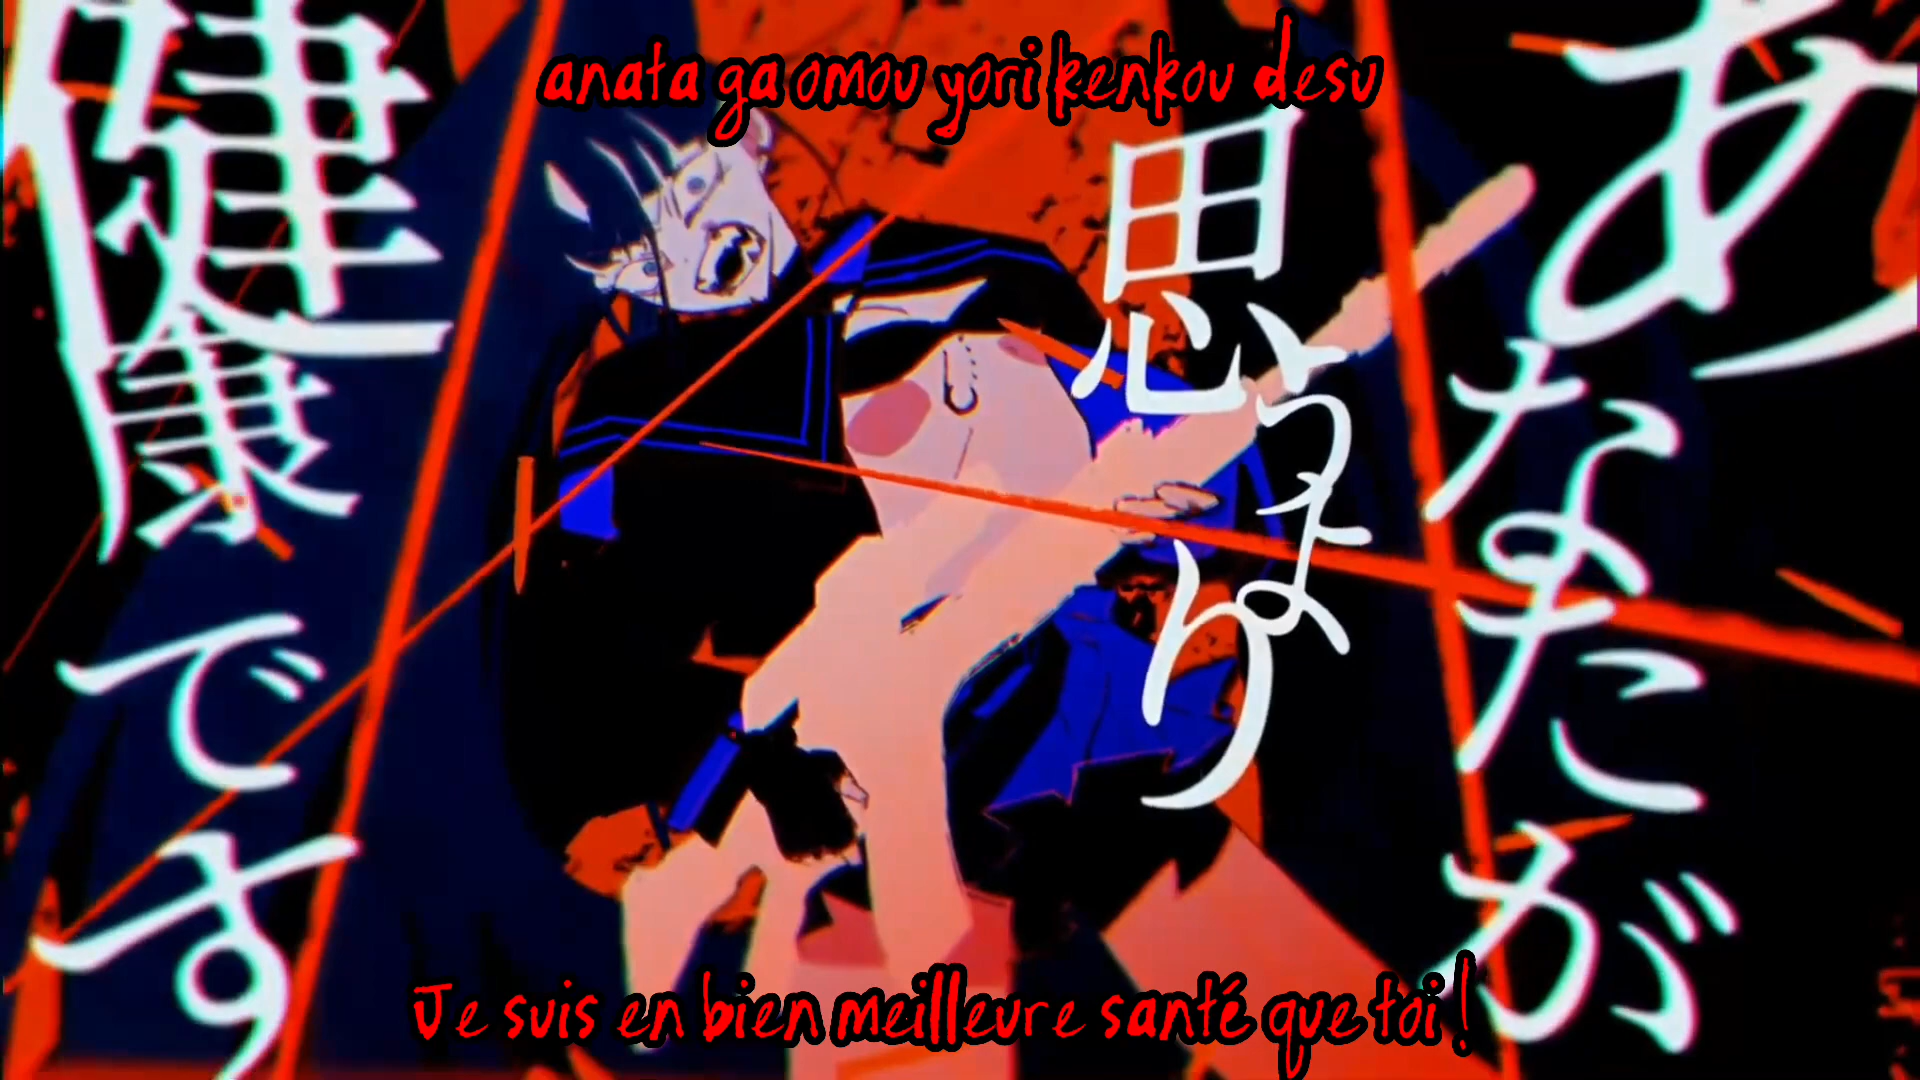 anata ga omou yori kenkou desu
あなたが
思うより
健康です
Je suis en bien meilleure santé que toi !